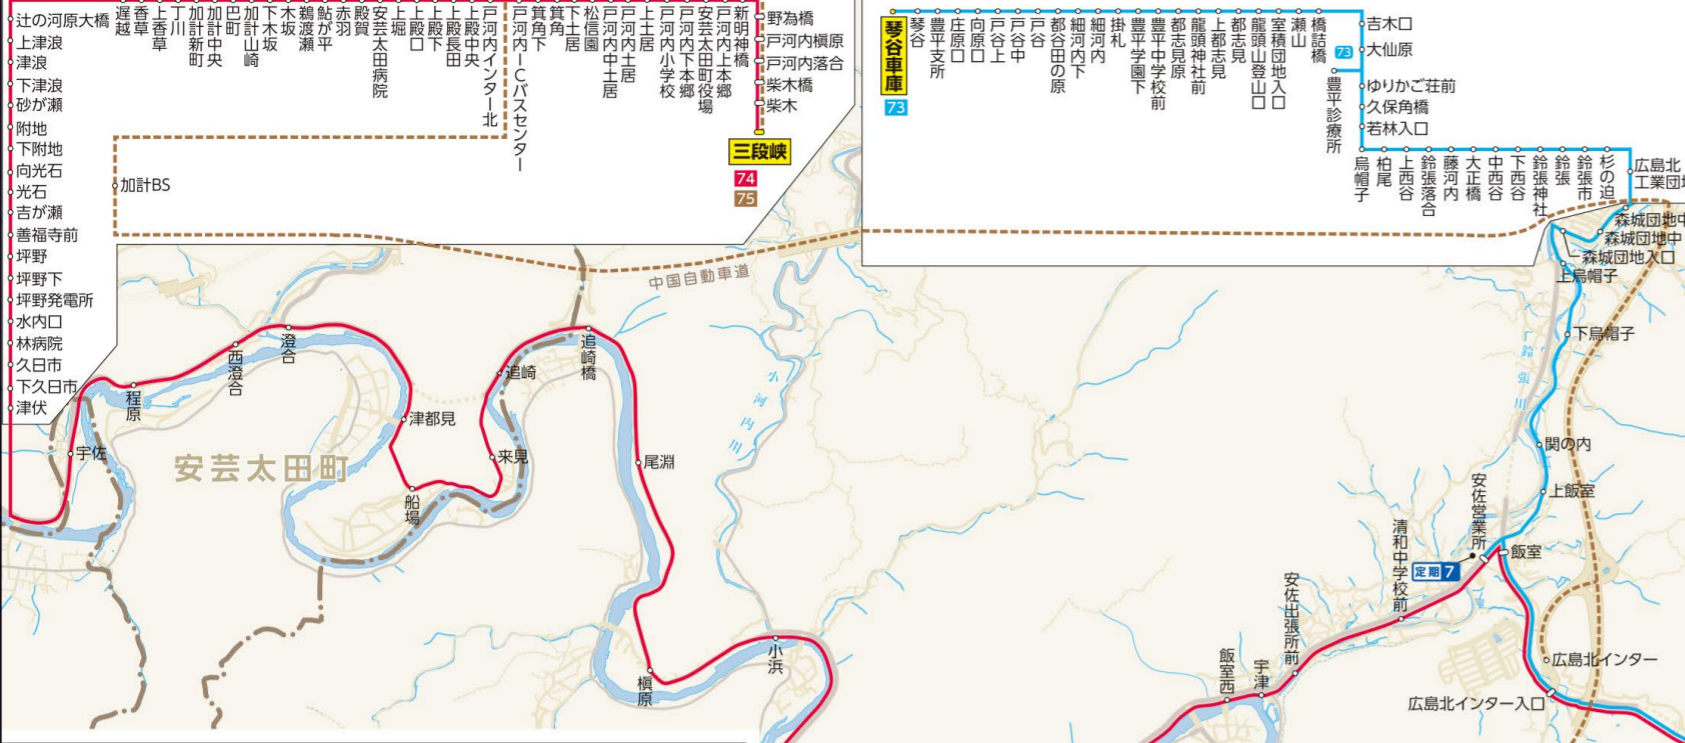 辻の河原大橋
上津浪
津浪
下津浪
砂が瀬
附地
下附地
向光石
光石
吉が瀬
善福寺前
坪野
坪野下
坪野発電所
水内口
林病院
久日市
下久日市
津伏
遅越
香草
上香草
丁川
加計新町
加計中央
巴町
加計山崎
下木坂
木坂
鵜渡瀬
鮎が平
赤羽
殿賀
安芸太田病院
上堀
上殿口
上殿下
上殿長田
上殿中央
戸河内インター北
戸河内ICバスセンター
箕角下
箕角
下土居
松信園
戸河内中土居
戸河内土居
上土居
戸河内小学校
戸河内下本郷
安芸太田町役場
戸河内上本郷
新明神橋
野為橋
戸河内槇原
戸河内落合
柴木橋
柴木
三段峡
74
75
加計BS
琴谷車庫
73
琴谷
豊平支所
庄原口
向原口
戸谷上
戸谷中
戸谷
都谷田の原
細河内下
細河内
掛札
豊平学園下
豊平中学校前
都志見原
龍頭神社前
上都志見
都志見
龍頭山登山口
室積団地入口
瀬山
橋詰橋
吉木口
大仙原
73
豊平診療所
ゆりかご荘前
久保角橋
若林入口
烏帽子
柏尾
上西谷
鈴張落合
藤河内
大正橋
中西谷
下西谷
鈴張神社
鈴張
鈴張市
杉の迫
広島北
工業団地
森城団地中
森城団地中
森城団地入口
上烏帽子
下烏帽子
鈴張川
関の内
上飯室
飯室
安佐営業所
定期7
清和中学校前
安佐出張所前
宇津
飯室西
広島北インター
広島北インター入口
中国自動車道
小河内川
安芸太田町
宇佐
程原
西澄合
澄合
津都見
船場
来見
追崎
追崎橋
尾淵
槇原
小浜